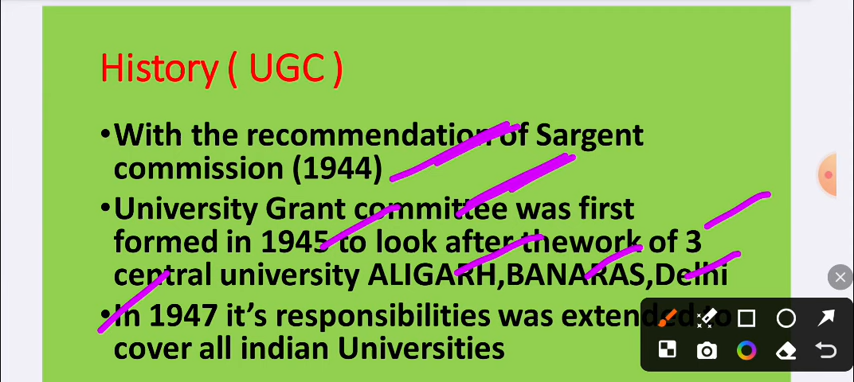 History ( UGC )
•With the recommendation of Sargent
commission (1944)
•University Grant committee was first
formed in 1945 to look after thework of 3
central university ALIGARH,BANARAS,Delhi
•In 1947 it’s responsibilities was extended to
cover all indian Universities